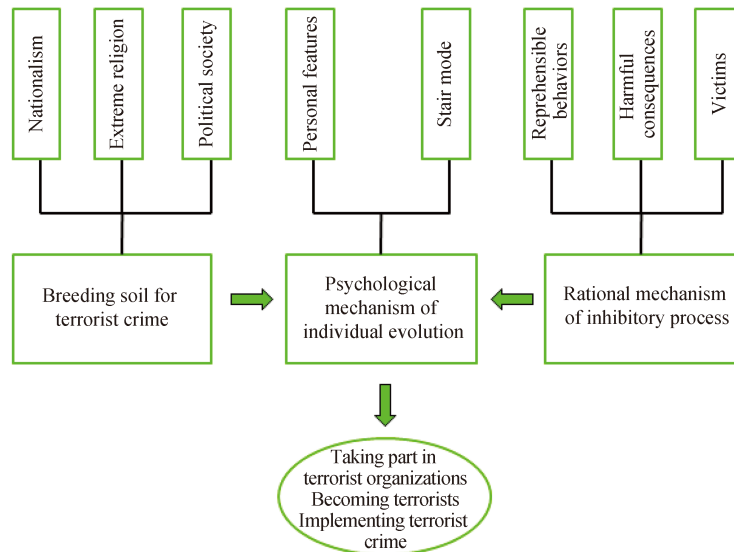 Nationalism
Extreme religion
Political society
Personal features
Stair mode
Reprehensible
behaviors
Harmful
consequences
Victims
Breeding soil for
terrorist crime
Psychological
mechanism of
individual evolution
Rational mechanism
of inhibitory process
Taking part in
terrorist organizations
Becoming terrorists
Implementing terrorist
crime